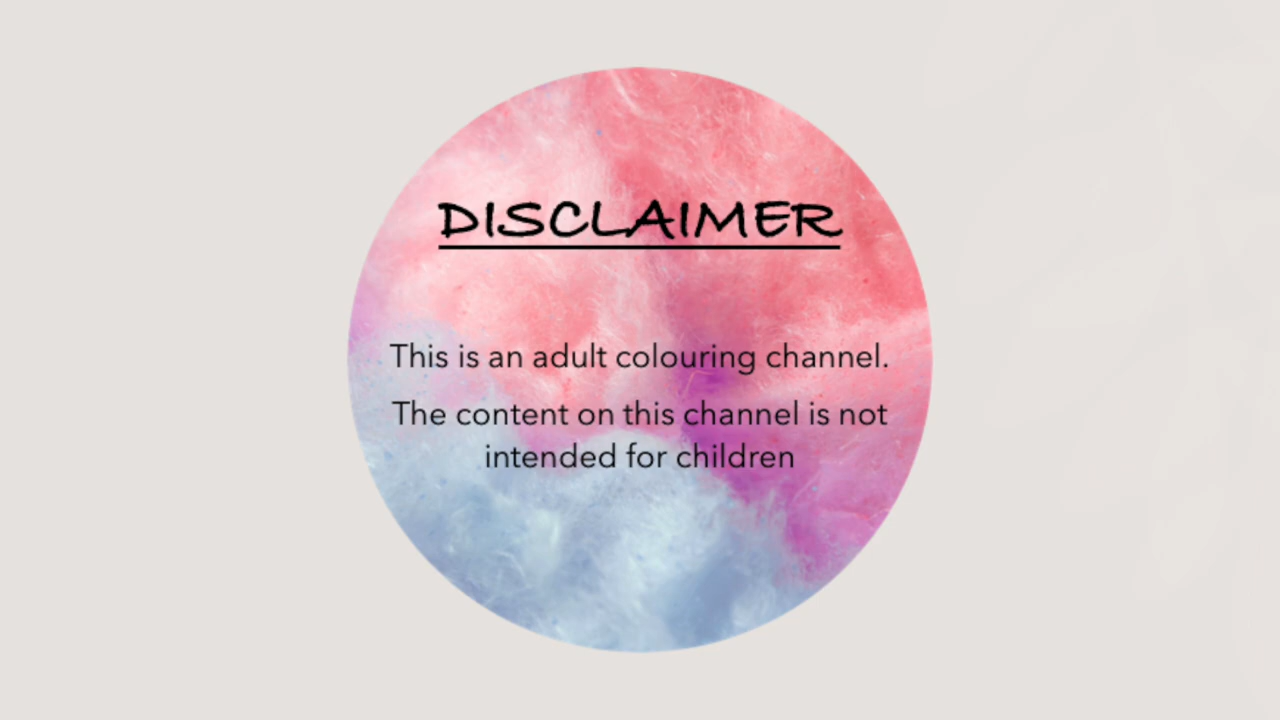 DISCLAIMER
This is an adult colouring channel.
The content on this channel is not
intended for children